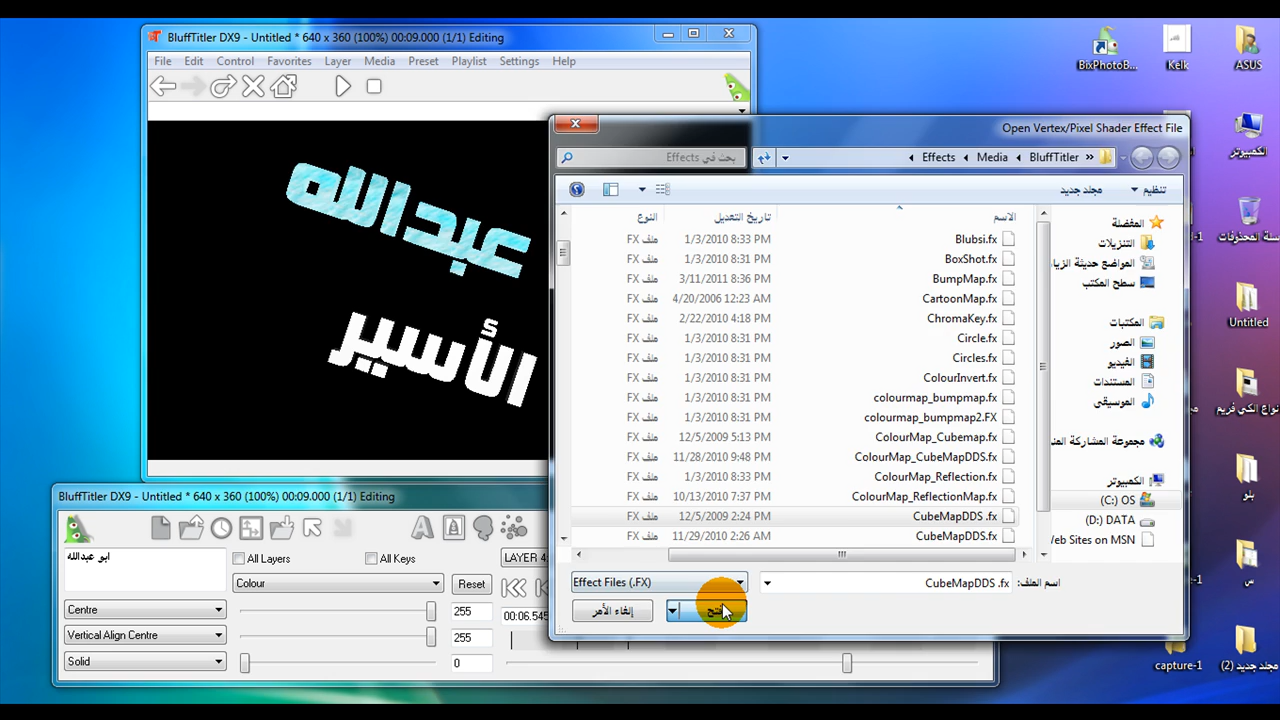 BluffTitler DX9 - Untitled * 640 x 360 (100%) 00:09.000 (1/1) Editing
File Edit Control Favorites Layer Media Preset Playlist Settings Help
عبدالله
الأسير
Open Vertex/Pixel Shader Effect File
BluffTitler
Media
Effects
بحث في Effects
تنظيم
مجلد جديد
المفضلة
التنزيلات
سطح المكتب
المكتبات
الصور
الفيديو
المستندات
الموسيقى
الكمبيوتر
(C:) OS
(D:) DATA
Web Sites on MSN
الاسم تاريخ التعديل النوع
Blubsi.fx 1/3/2010 8:33 PM ملف FX
BoxShot.fx 1/3/2010 8:31 PM ملف FX
BumpMap.fx 3/11/2011 8:36 PM ملف FX
CartoonMap.fx 4/20/2006 12:23 AM ملف FX
ChromaKey.fx 2/22/2010 4:18 PM ملف FX
Circle.fx 1/3/2010 8:31 PM ملف FX
Circles.fx 1/3/2010 8:31 PM ملف FX
ColourInvert.fx 1/3/2010 8:31 PM ملف FX
colourmap_bumpmap.fx 1/3/2010 8:31 PM ملف FX
colourmap_bumpmap2.FX 1/3/2010 8:31 PM ملف FX
ColourMap_Cubemap.fx 12/5/2009 5:13 PM ملف FX
ColourMap_CubeMapDDS.fx 11/28/2010 9:48 PM ملف FX
ColourMap_Reflection.fx 1/3/2010 8:33 PM ملف FX
ColourMap_ReflectionMap.fx 10/13/2010 7:37 PM ملف FX
CubeMapDDS .fx 12/5/2009 2:24 PM ملف FX
CubeMapDDS.fx 11/29/2010 2:26 AM ملف FX
اسم الملف: CubeMapDDS .fx
Effect Files (.FX)
فتح
إلغاء الأمر
BluffTitler DX9 - Untitled * 640 x 360 (100%) 00:09.000 (1/1) Editing
ابو عبدالله
All Layers
All Keys
Colour
Reset
Centre
255
Vertical Align Centre
255
Solid
0
00:06.545
BixPhotoB...
Kelk
ASUS
الكمبيوتر
Untitled
بلو
س
capture-1
مجلد جديد (2)